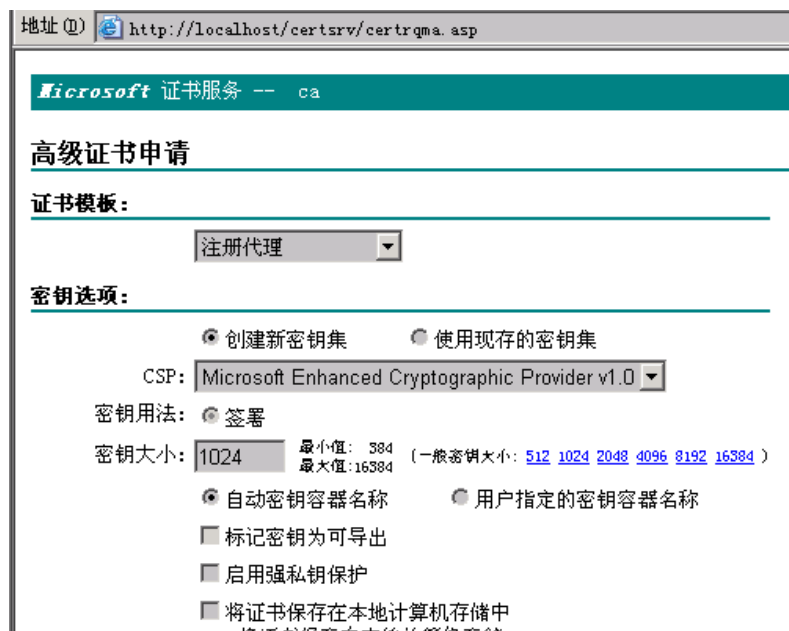 地址(D) http://localhost/certsrv/certrqma.asp
Microsoft 证书服务 -- ca
高级证书申请
证书模板:
注册代理
密钥选项:
创建新密钥集 使用现存的密钥集
CSP: Microsoft Enhanced Cryptographic Provider v1.0
密钥用法: 签署
密钥大小: 1024 最小值: 384 最大值:16384 (一般密钥大小: 512 1024 2048 4096 8192 16384 )
自动密钥容器名称 用户指定的密钥容器名称
标记密钥为可导出
启用强私钥保护
将证书保存在本地计算机存储中